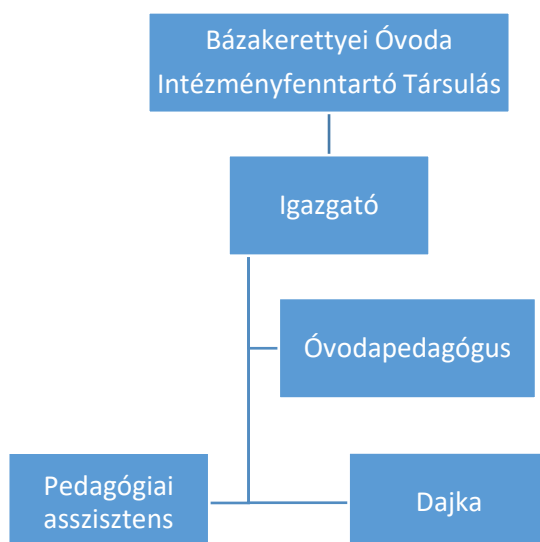 Bázakerettyei Óvoda
Intézményfenntartó Társulás
Igazgató
Óvodapedagógus
Pedagógiai
asszisztens
Dajka